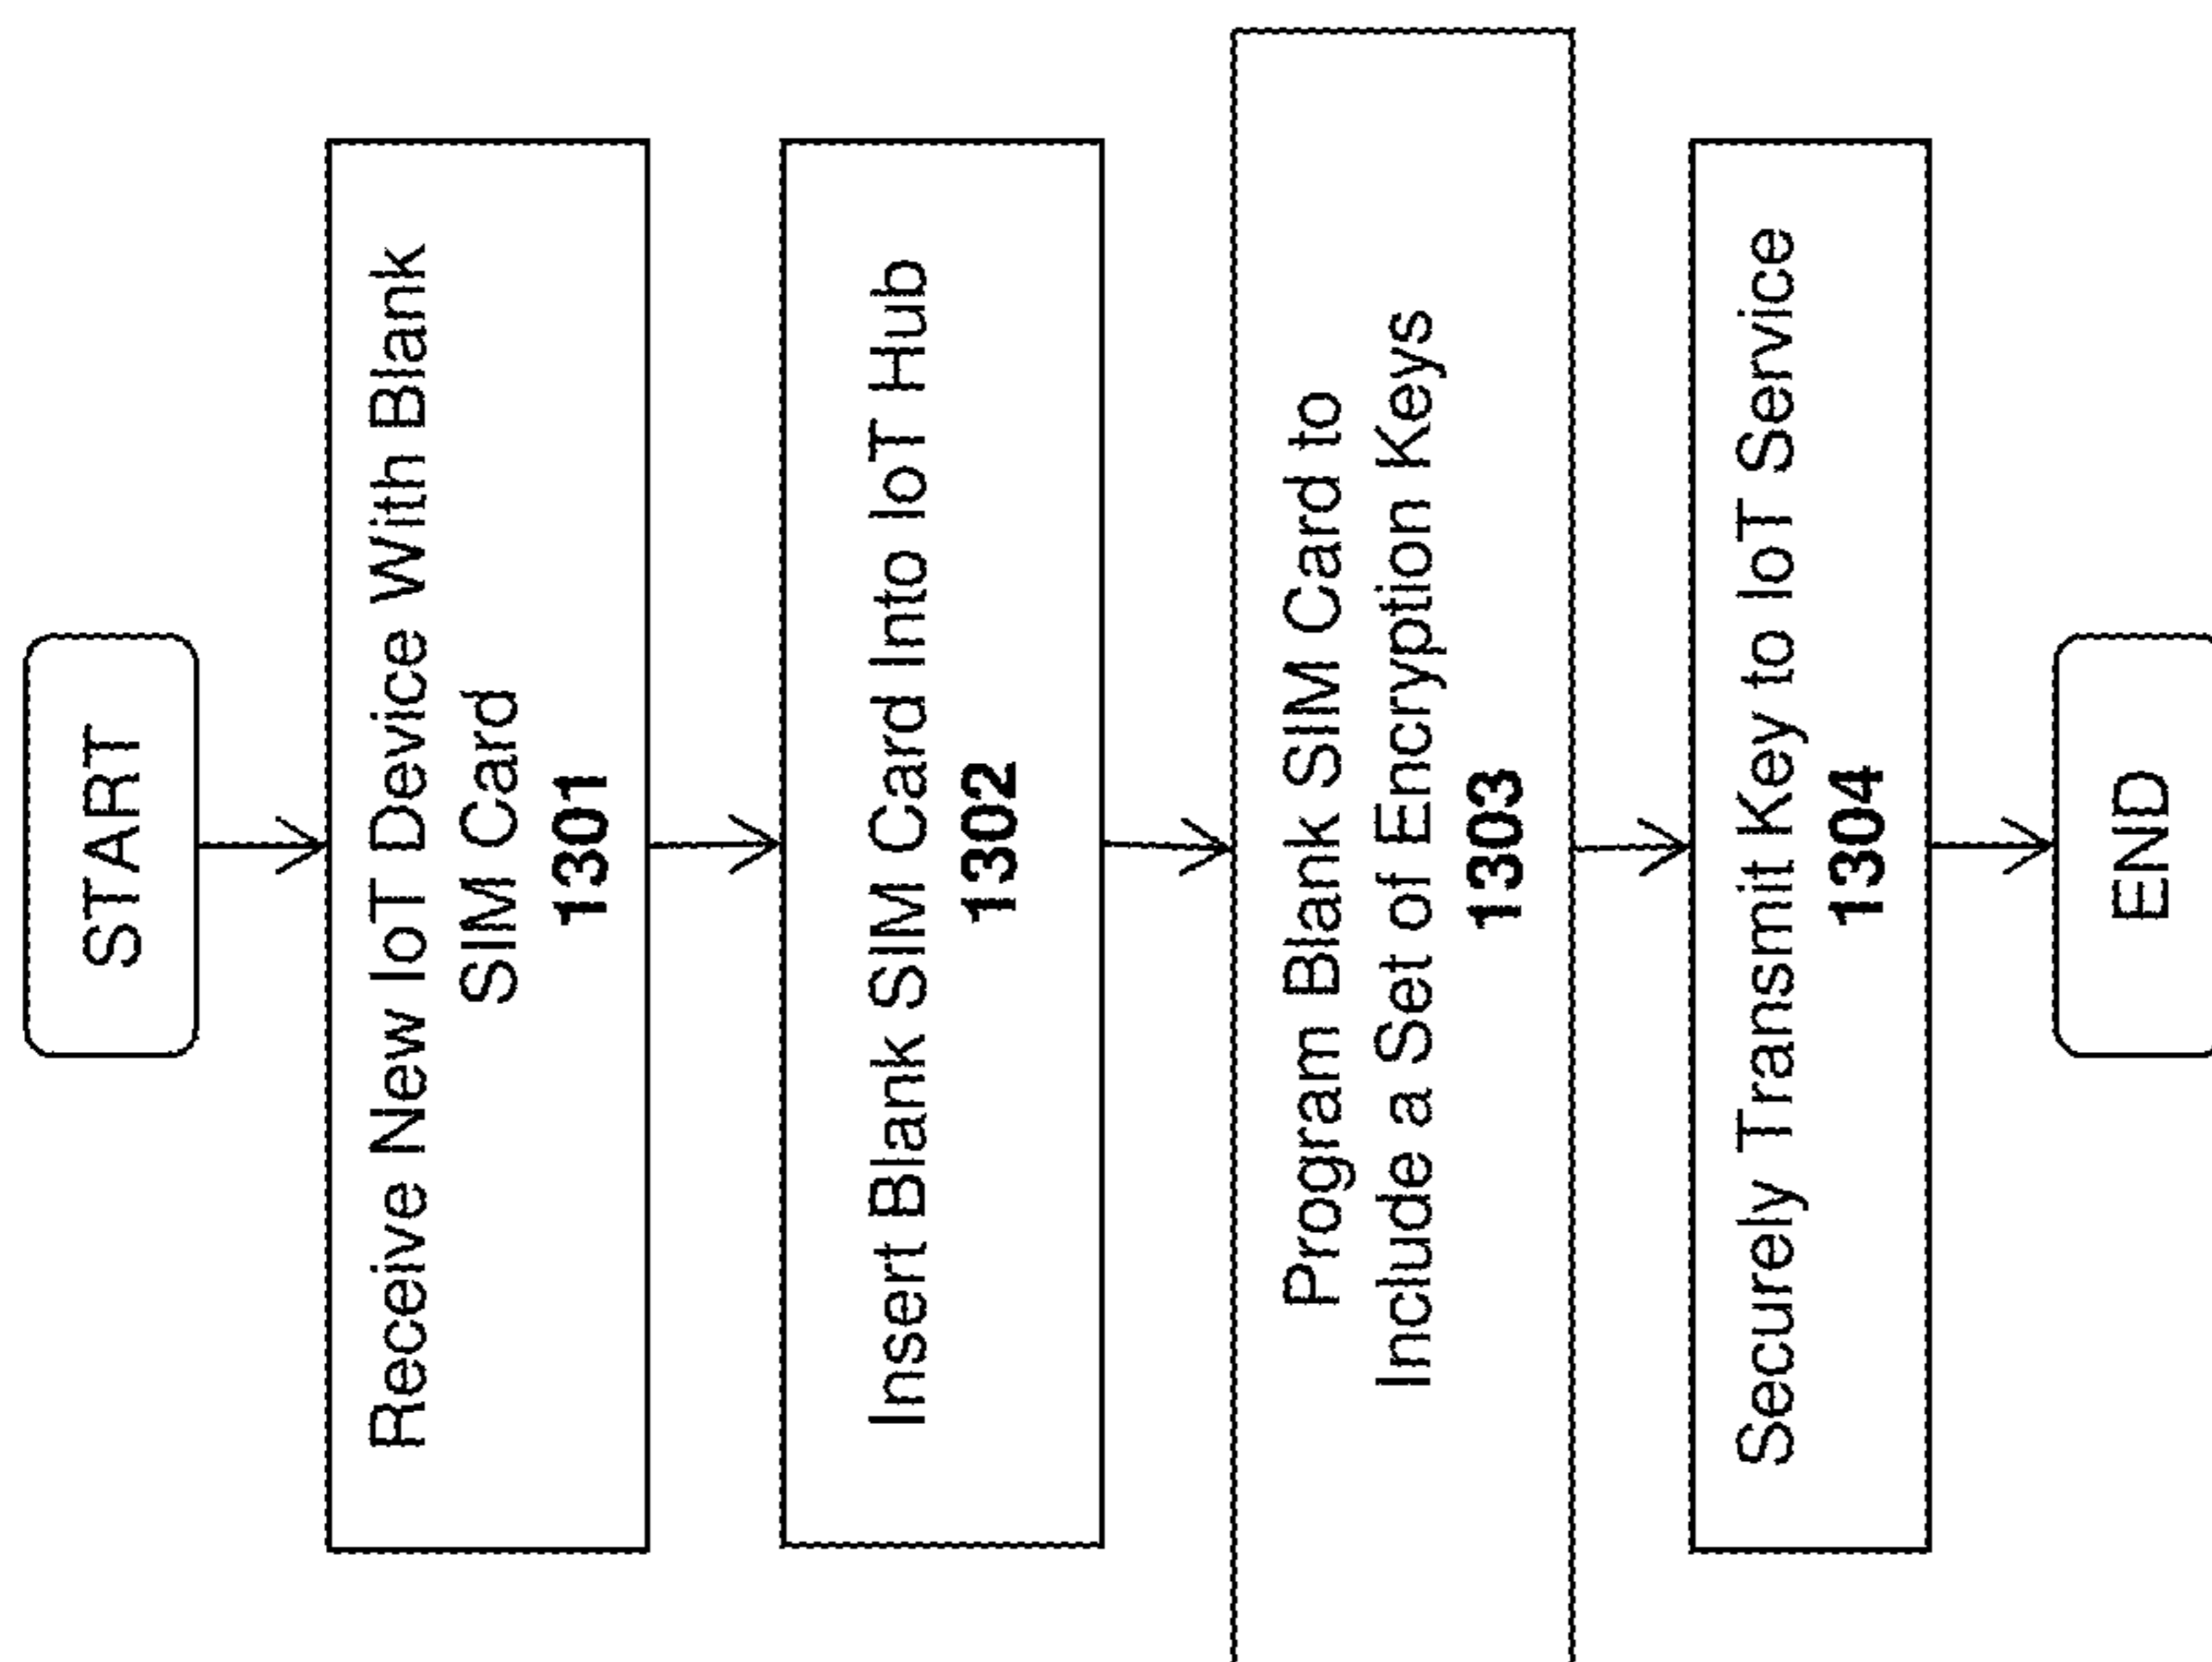 START
Receive New IoT Device With Blank
SIM Card
1301
Insert Blank SIM Card Into IoT Hub
1302
Program Blank SIM Card to
Include a Set of Encryption Keys
1303
Securely Transmit Key to IoT Service
1304
END